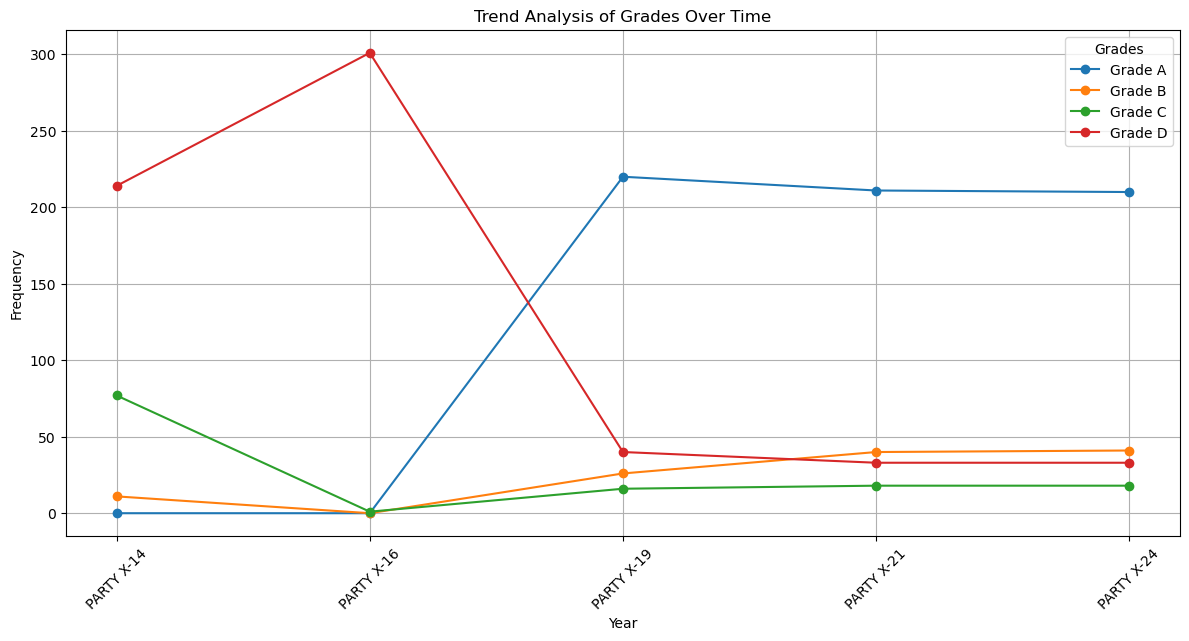 Trend Analysis of Grades Over Time
Grades
Grade A
Grade B
Grade C
Grade D
Frequency
300
250
200
150
100
50
0
PARTY X-14
PARTY X-16
PARTY X-19
PARTY X-21
PARTY X-24
Year